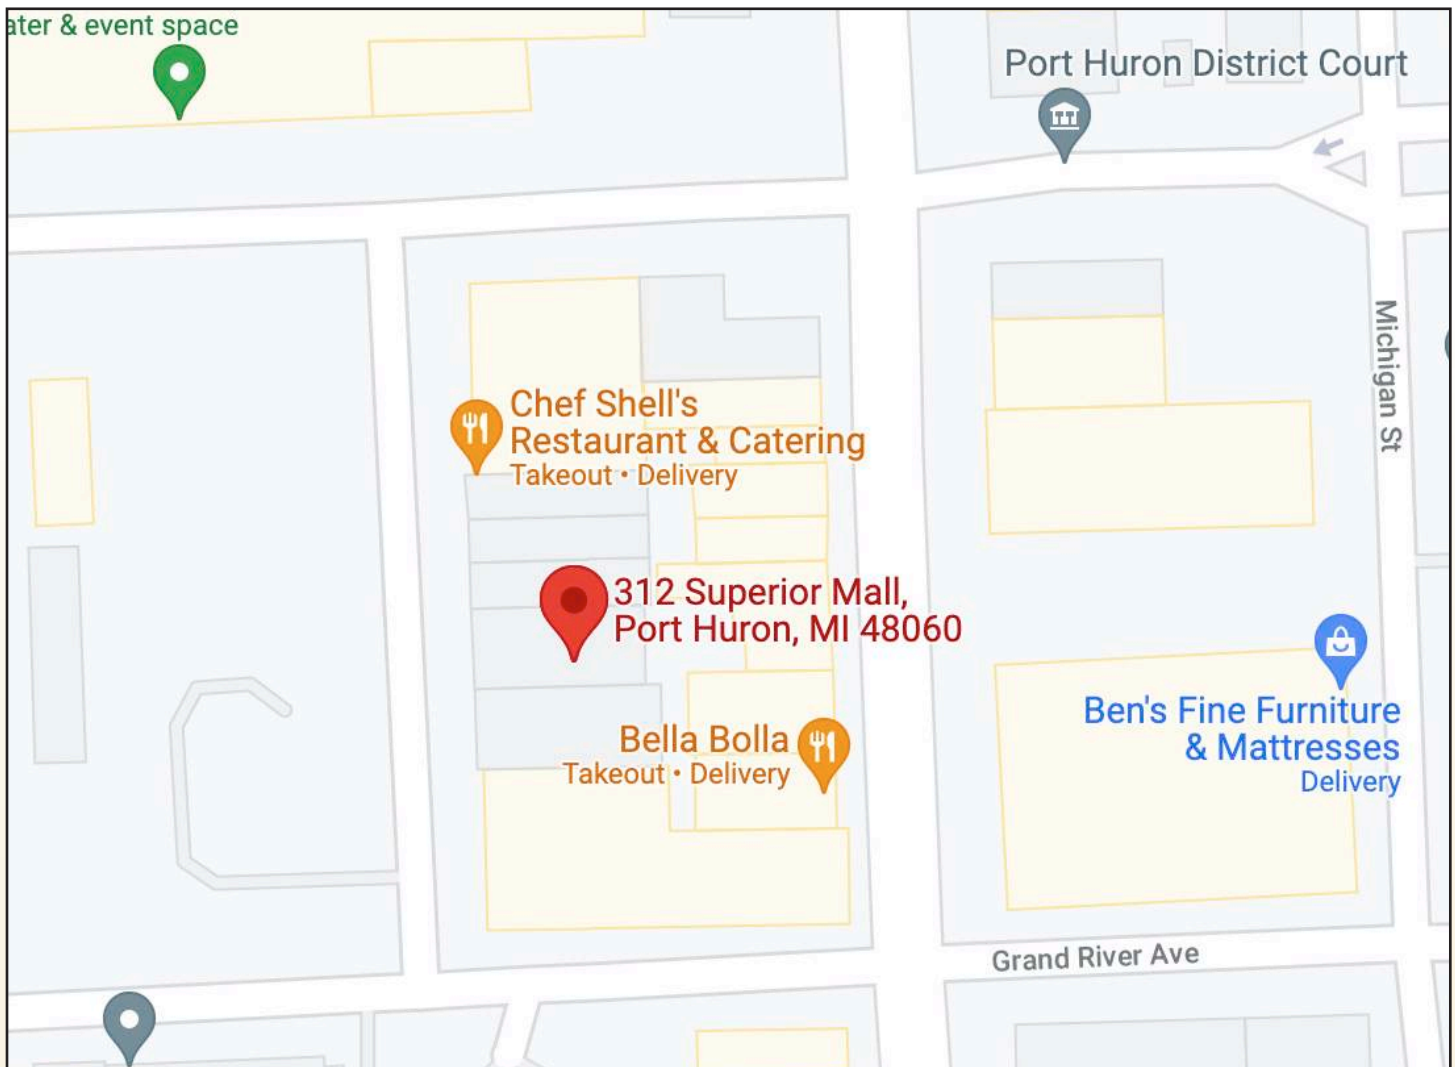 ater & event space
Port Huron District Court
Michigan St
Chef Shell's
Restaurant & Catering
Takeout • Delivery
312 Superior Mall,
Port Huron, MI 48060
Bella Bolla
Takeout • Delivery
Ben's Fine Furniture
& Mattresses
Delivery
Grand River Ave